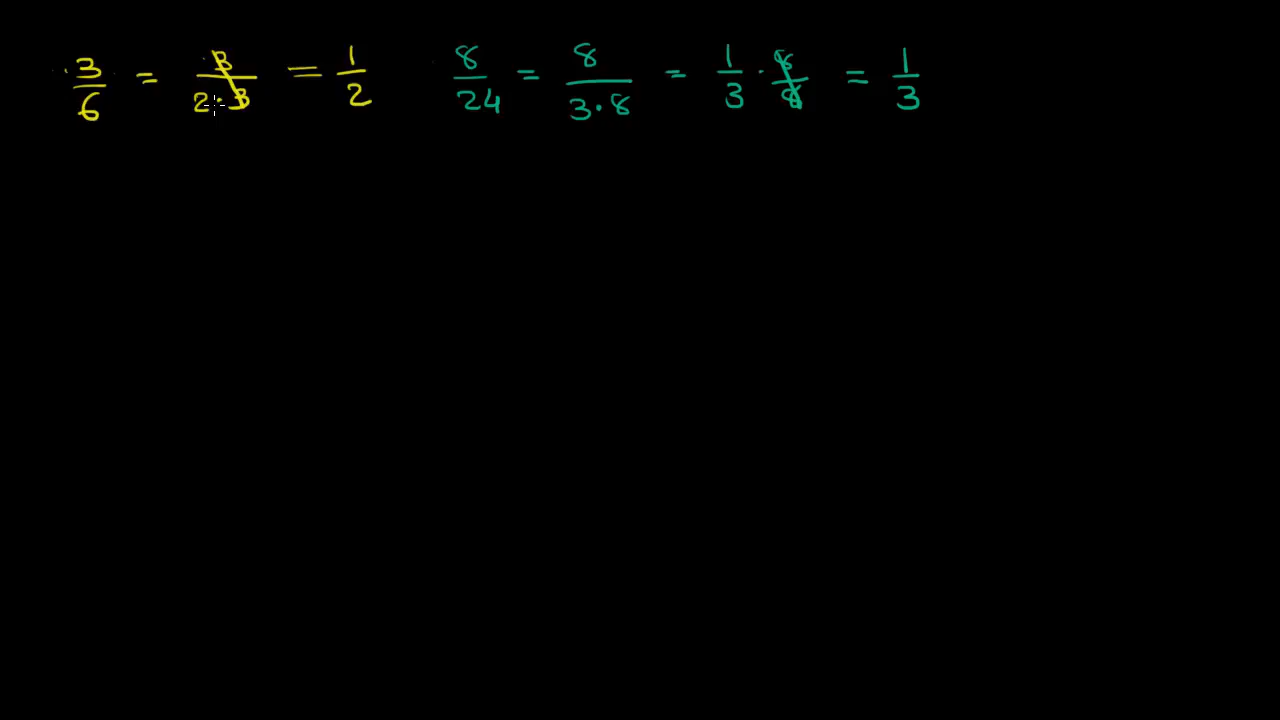 3/6 = 3/(2·3) = 1/2 8/24 = 8/(3·8) = 1/3 · 8/8 = 1/3